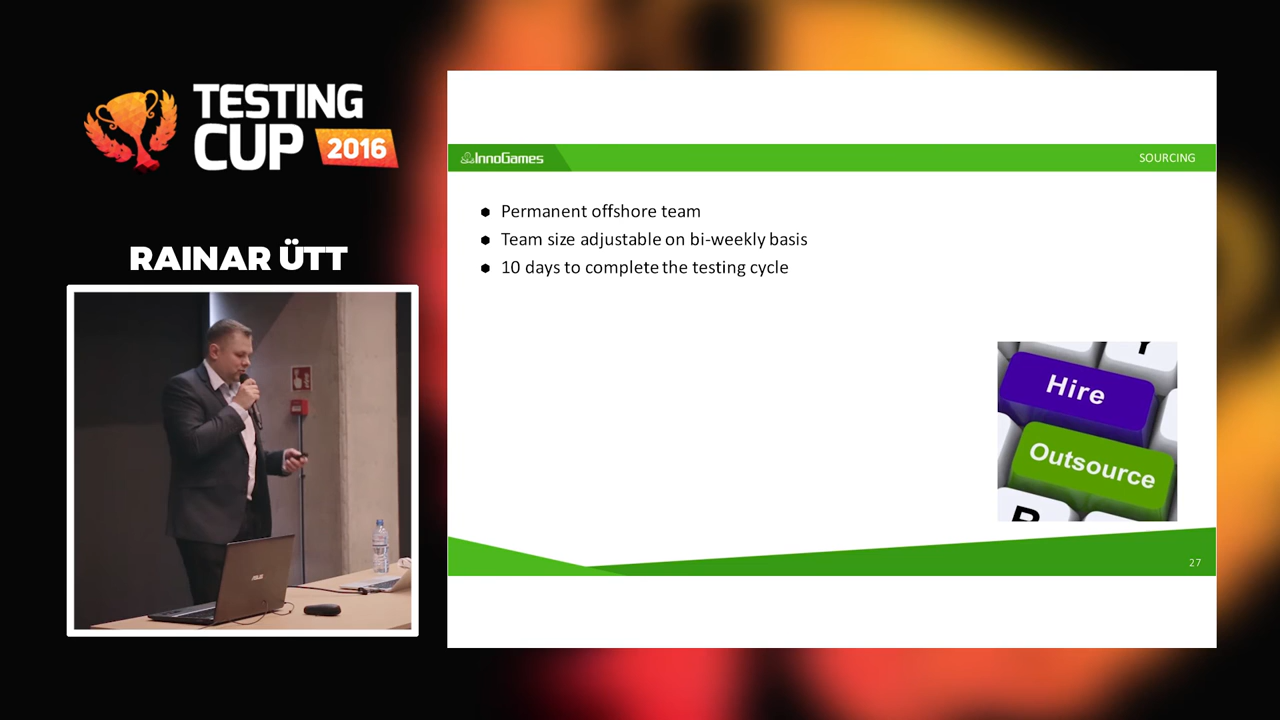 TESTING
CUP 2016
RAINAR ÜTT
InnoGames
SOURCING
Permanent offshore team
Team size adjustable on bi-weekly basis
10 days to complete the testing cycle
Hire
Outsource
27
ASUS